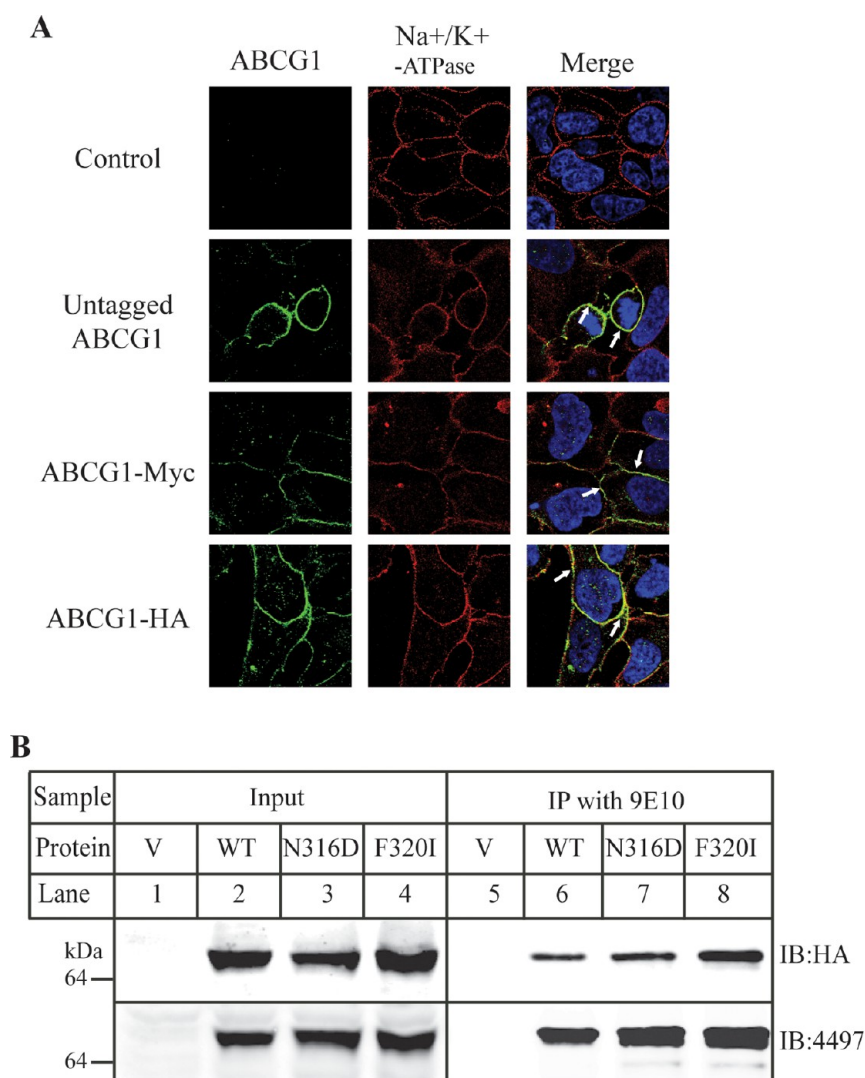 A
ABCG1
Na+/K+
-ATPase
Merge
Control
Untagged
ABCG1
ABCG1-Myc
ABCG1-HA
B
Sample Input IP with 9E10
Protein V WT N316D F320I V WT N316D F320I
Lane 1 2 3 4 5 6 7 8
kDa
64
IB:HA
64
IB:4497